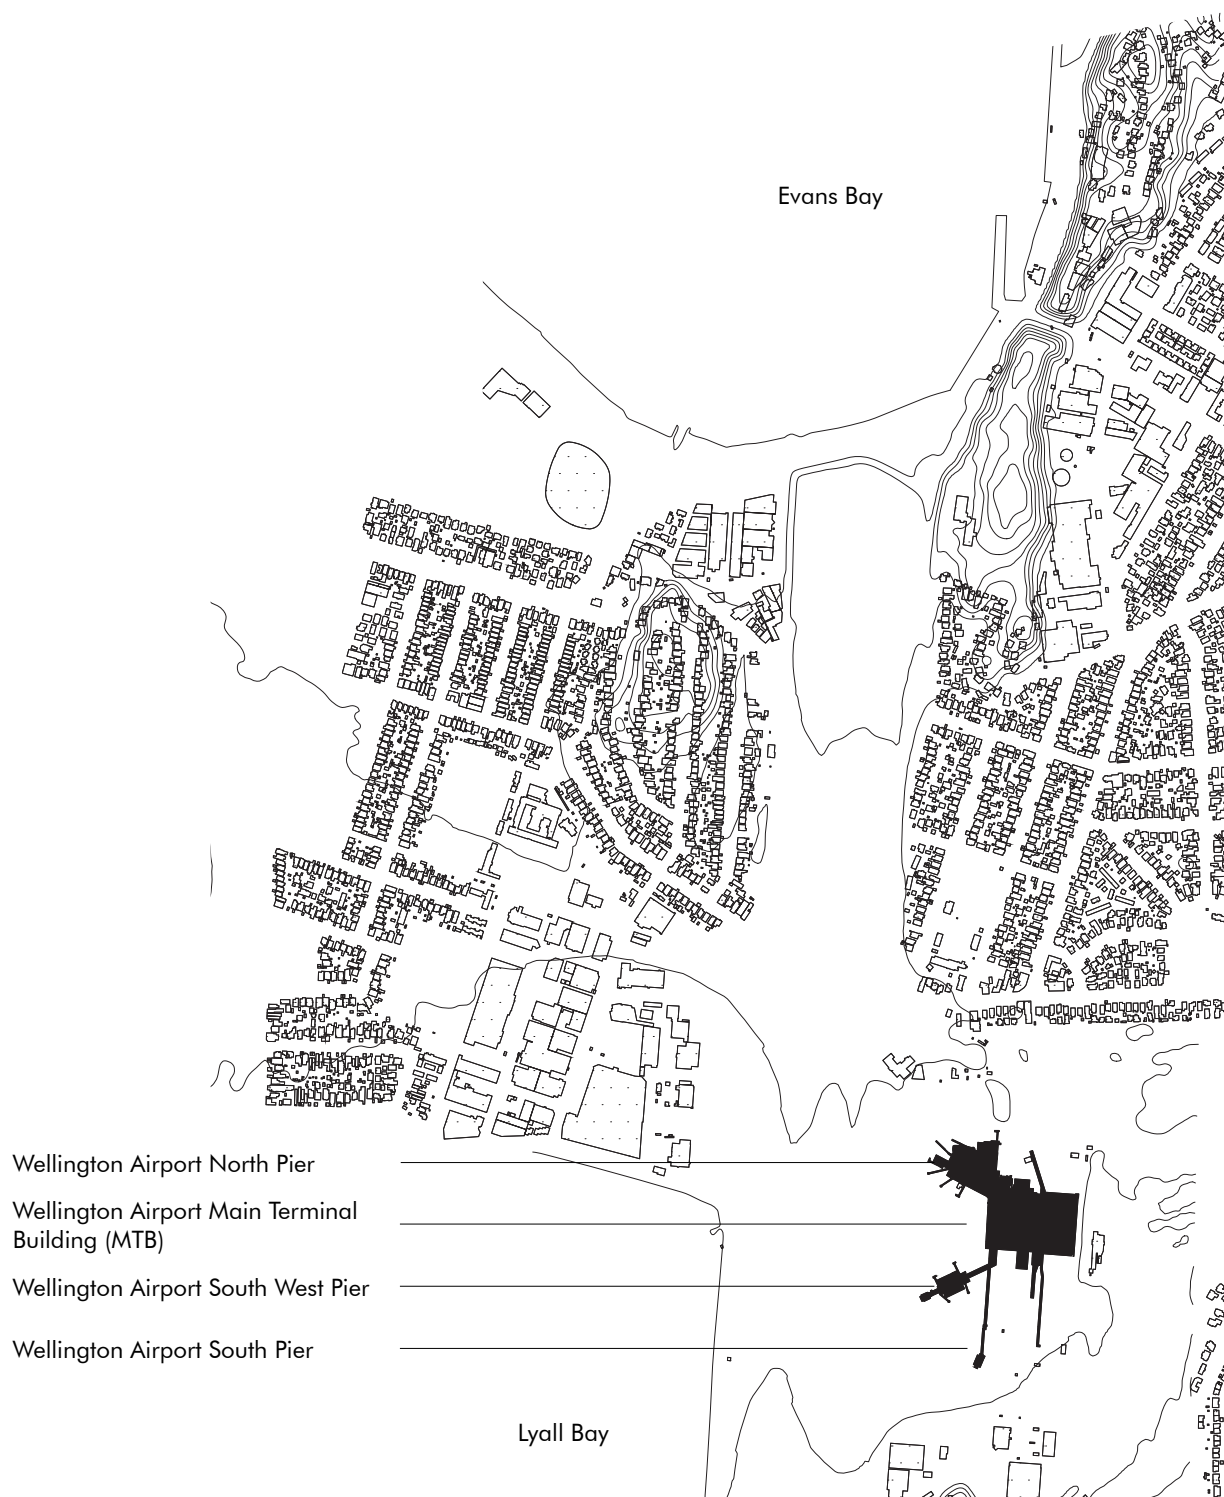 Evans Bay
Wellington Airport North Pier
Wellington Airport Main Terminal
Building (MTB)
Wellington Airport South West Pier
Wellington Airport South Pier
Lyall Bay